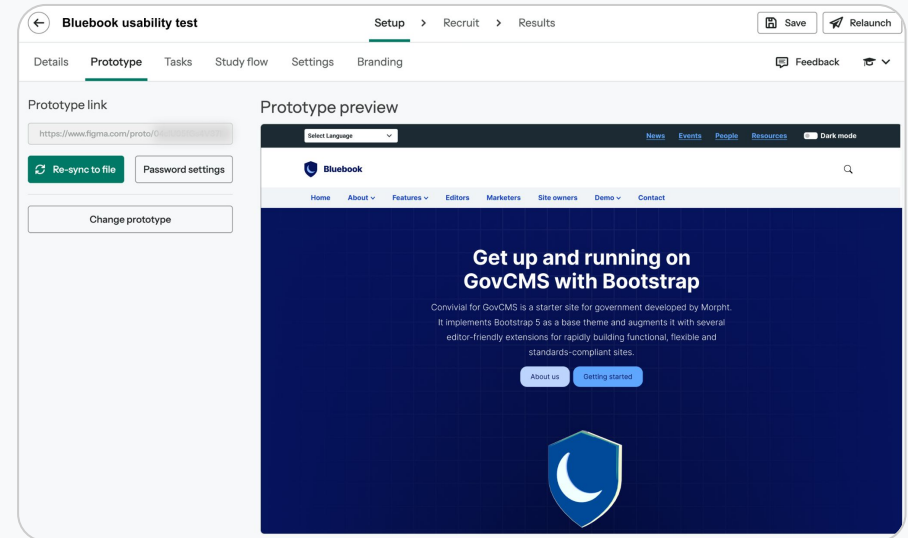 Bluebook usability test
Setup > Recruit > Results
Save
Relaunch
Details Prototype Tasks Study flow Settings Branding
Feedback
Prototype link
https://www.figma.com/proto/
Re-sync to file
Password settings
Change prototype
Prototype preview
Select Language
News Events People Resources Dark mode
Bluebook
Home About Features Editors Marketers Site owners Demo Contact
Get up and running on
GovCMS with Bootstrap
Convivial for GovCMS is a starter site for government developed by Morpht.
It implements Bootstrap 5 as a base theme and augments it with several
editor-friendly extensions for rapidly building functional, flexible and
standards-compliant sites.
About us
Getting started